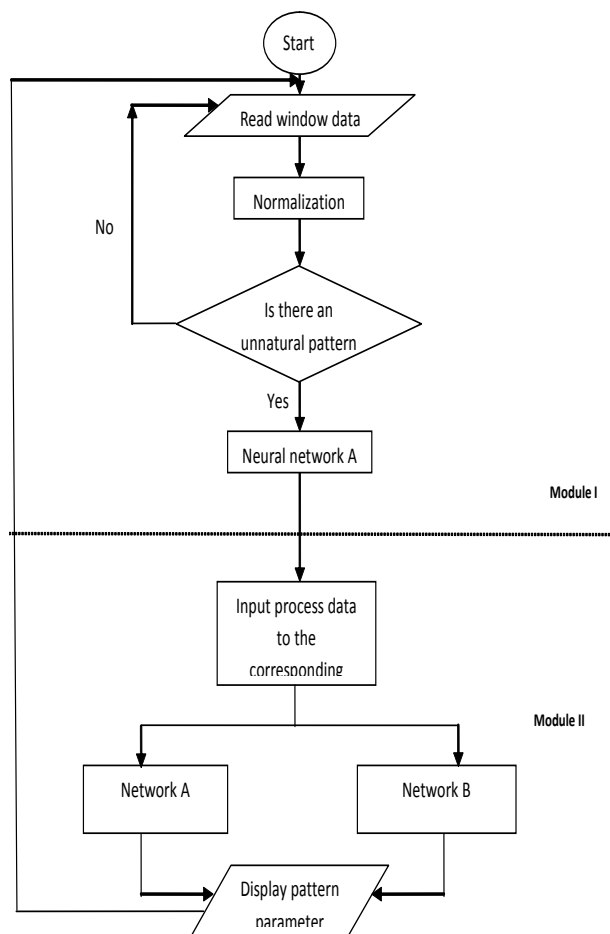 Start
Read window data
Normalization
No
Is there an
unnatural pattern
Yes
Neural network A
Module I
Input process data
to the
corresponding
Module II
Network A
Network B
Display pattern
parameter